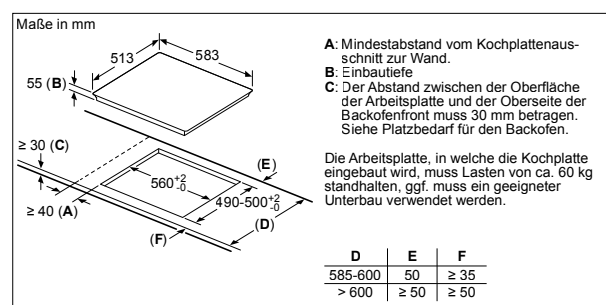 Maße in mm
513
583
55 (B)
≥ 30 (C)
(E)
560+2-0
490-500+2-0
(D)
≥ 40 (A)
(F)
A: Mindestabstand vom Kochplattenaus-
schnitt zur Wand.
B: Einbautiefe
C: Der Abstand zwischen der Oberfläche
der Arbeitsplatte und der Oberseite der
Backofenfront muss 30 mm betragen.
Siehe Platzbedarf für den Backofen.
Die Arbeitsplatte, in welche die Kochplatte
eingebaut wird, muss Lasten von ca. 60 kg
standhalten, ggf. muss ein geeigneter
Unterbau verwendet werden.
D E F
585-600 50 ≥ 35
> 600 ≥ 50 ≥ 50